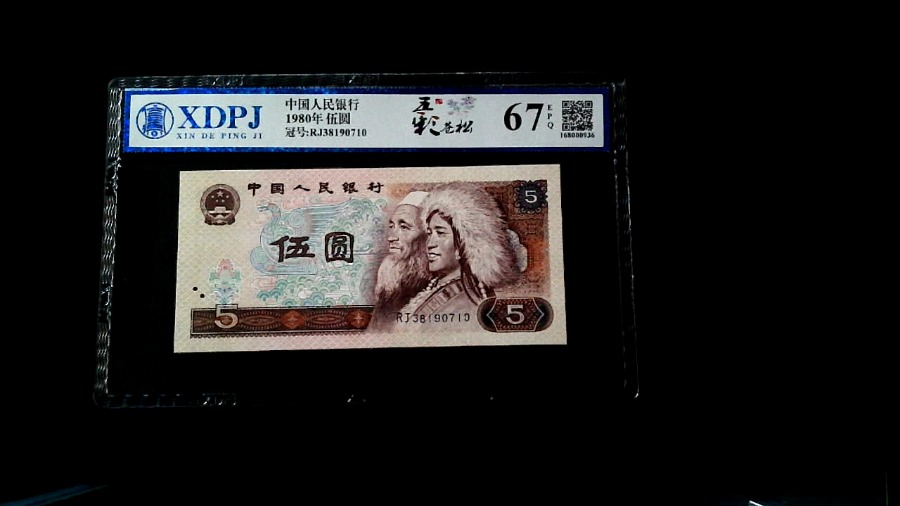 XDPJ
XIN DE PING JI
中国人民银行
1980年 伍圆
冠号:RJ38190710
五彩苍松
67
EPQ
1680000936
中国人民银行
5
伍圆
5
RJ38190710
5